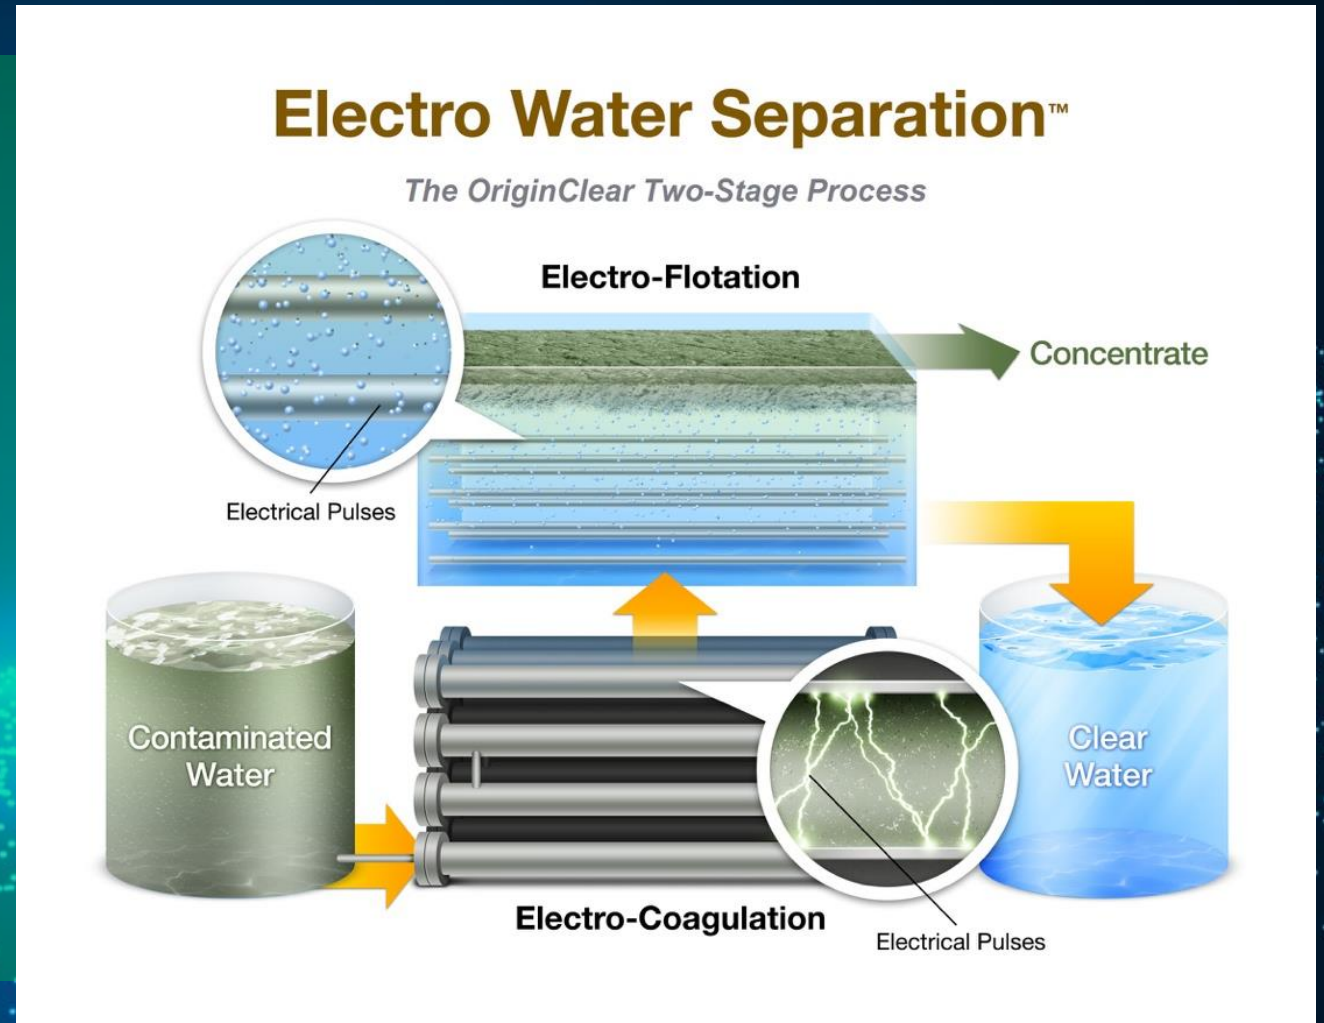 Electro Water Separation™
The OriginClear Two-Stage Process
Electro-Flotation
Concentrate
Electrical Pulses
Contaminated
Water
Clear
Water
Electro-Coagulation
Electrical Pulses